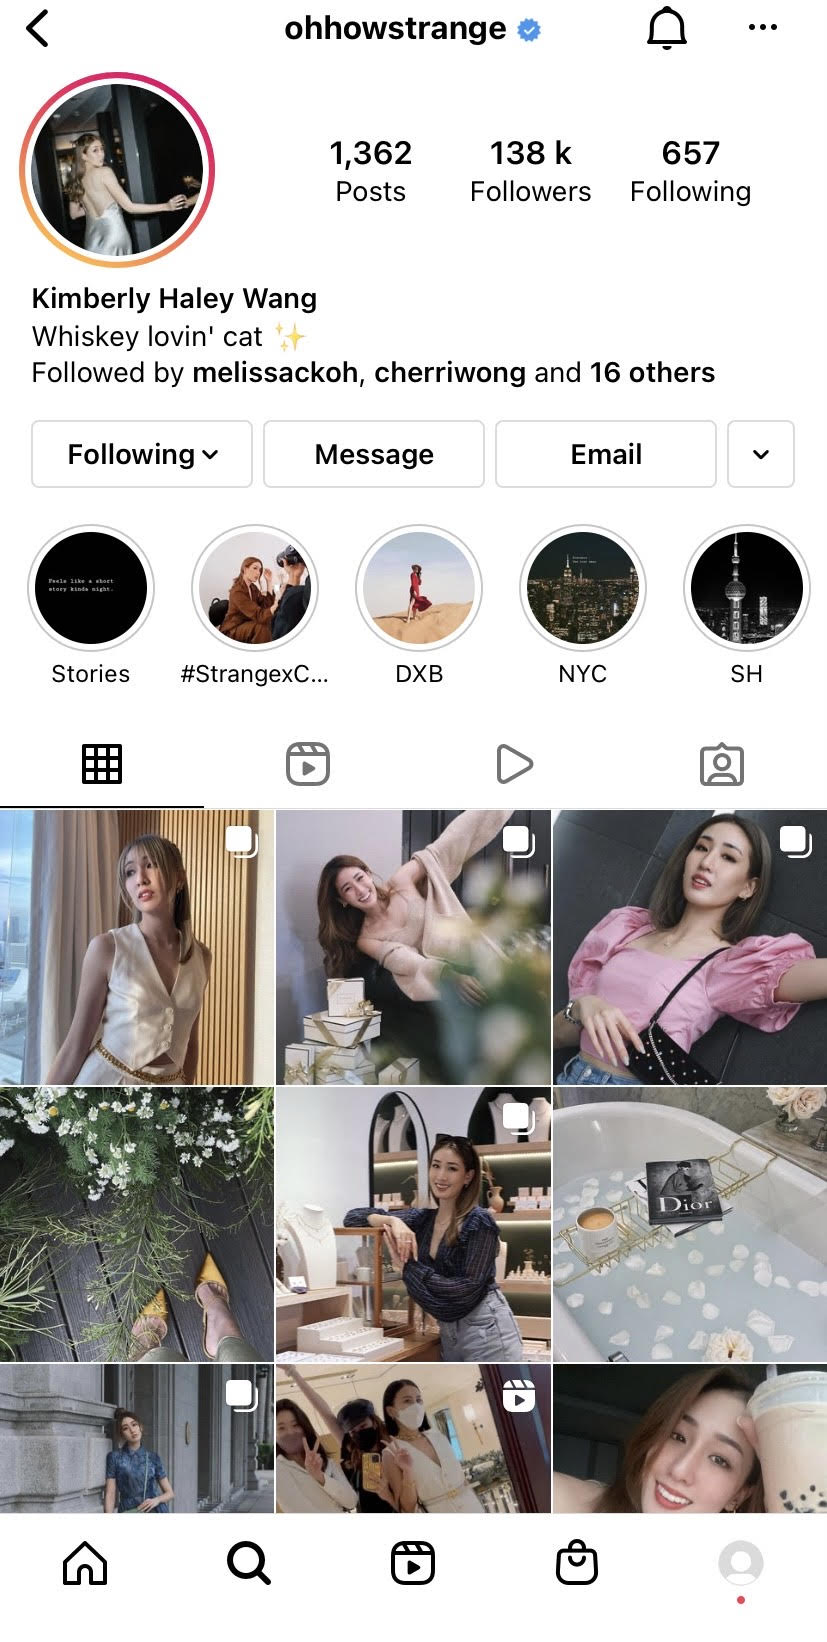 ohhowstrange
1,362
Posts
138 k
Followers
657
Following
Kimberly Haley Wang
Whiskey lovin' cat ✨
Followed by melissackoh, cherriwong and 16 others
Following
Message
Email
Feels like a short
story kinda night.
Stories
#StrangexC...
DXB
NYC
SH
Dior